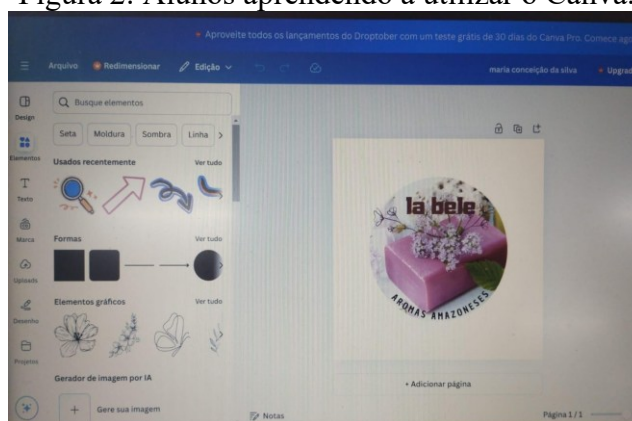 Figura 2: Alunos aprendendo a utilizar o Canva.
Aproveite todos os lançamentos do Droptober com um teste grátis de 30 dias do Canva Pro. Comece
Arquivo Redimensionar Edição maria conceição da silva
Design
Busque elementos
Elementos
Seta Moldura Sombra Linha
Texto
Usados recentemente Ver tudo
Marca
Formas Ver tudo
Uploads
Elementos gráficos Ver tudo
Desenho
Projetos
Gerador de imagem por IA
Gere sua imagem
la bele
AROMAS AMAZONESES
+ Adicionar página
Notas
Página 1 / 1